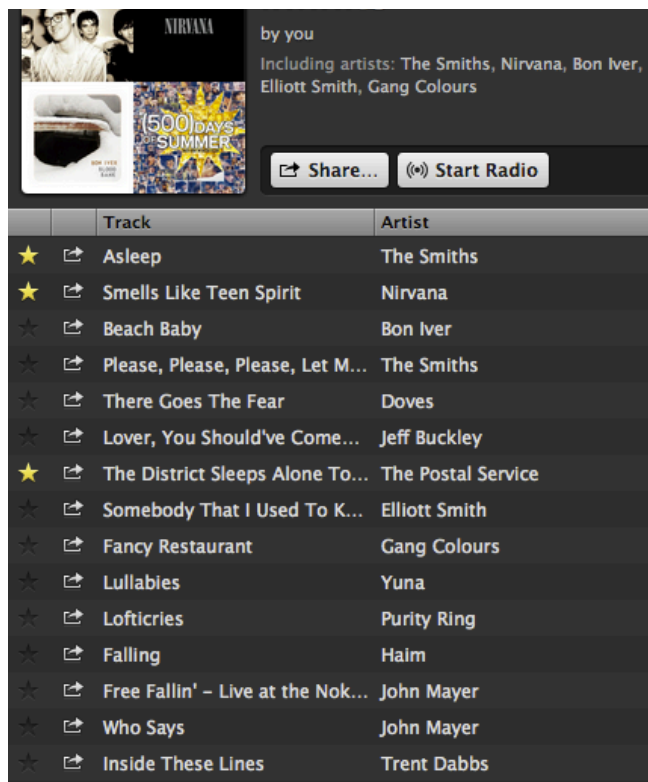 NIRVANA
by you
Including artists: The Smiths, Nirvana, Bon Iver,
Elliott Smith, Gang Colours
(500) DAYS
OF SUMMER
BON IVER
BLOOD
BANK
Share...
Start Radio
Track Artist
Asleep The Smiths
Smells Like Teen Spirit Nirvana
Beach Baby Bon Iver
Please, Please, Please, Let M... The Smiths
There Goes The Fear Doves
Lover, You Should've Come... Jeff Buckley
The District Sleeps Alone To... The Postal Service
Somebody That I Used To K... Elliott Smith
Fancy Restaurant Gang Colours
Lullabies Yuna
Lofticries Purity Ring
Falling Haim
Free Fallin' – Live at the Nok... John Mayer
Who Says John Mayer
Inside These Lines Trent Dabbs